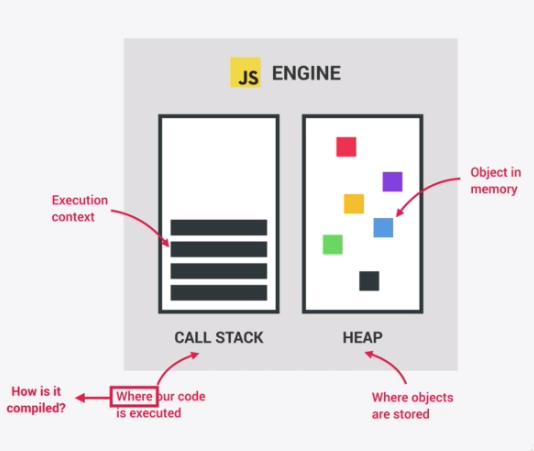 JS ENGINE
Execution
context
Object in
memory
CALL STACK
HEAP
How is it
compiled?
Where our code
is executed
Where objects
are stored